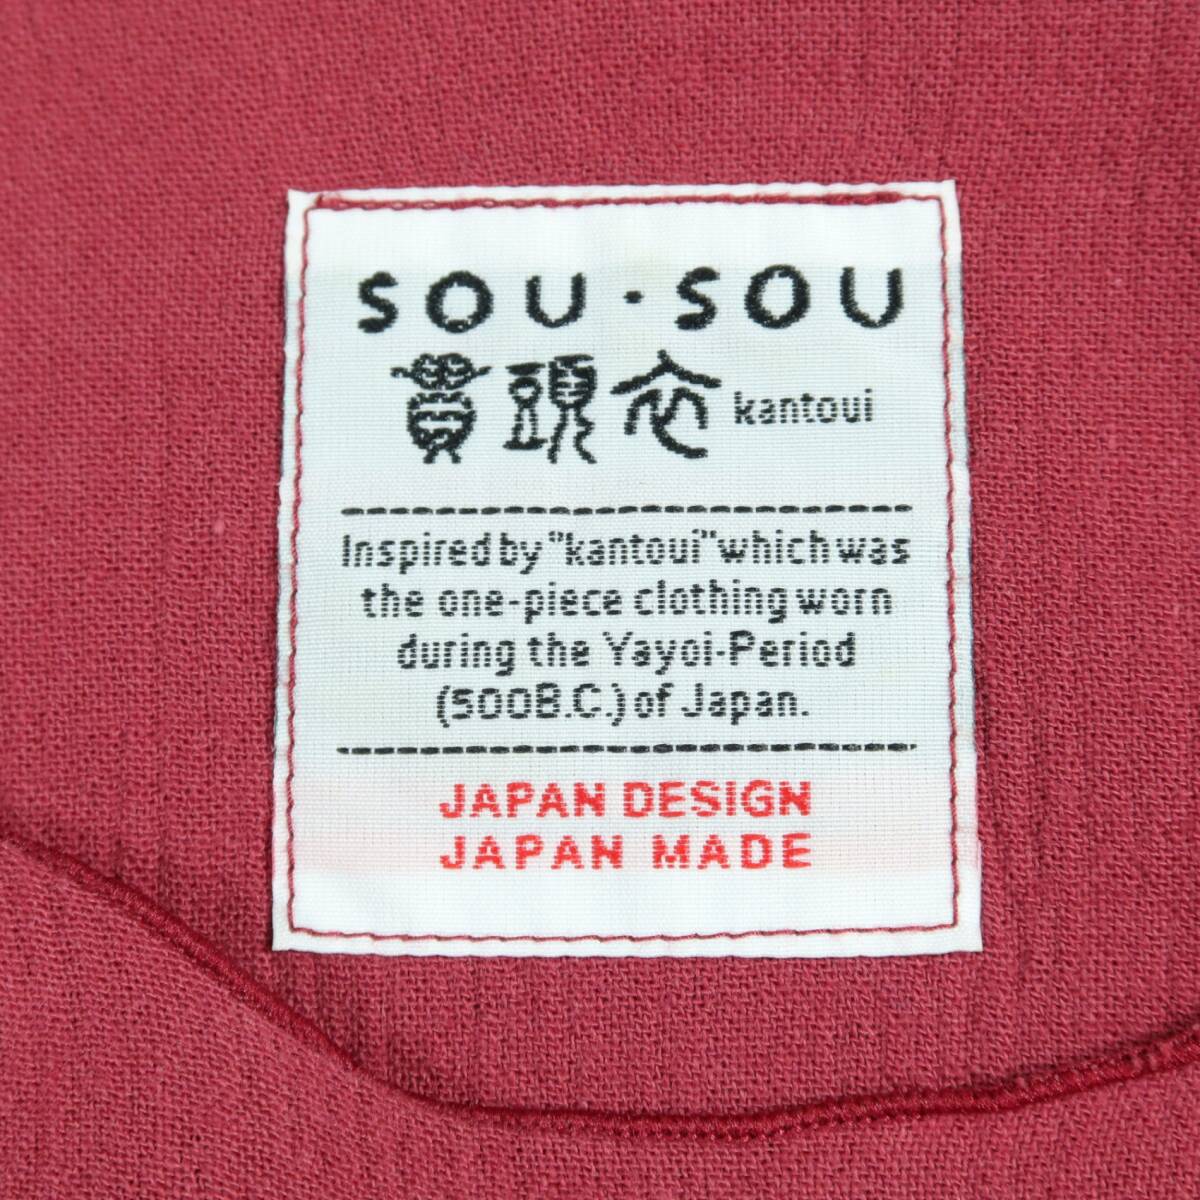 SOU・SOU
貫頭衣 kantoui
Inspired by "kantoui" which was
the one-piece clothing worn
during the Yayoi-Period
(500B.C.) of Japan.
JAPAN DESIGN
JAPAN MADE